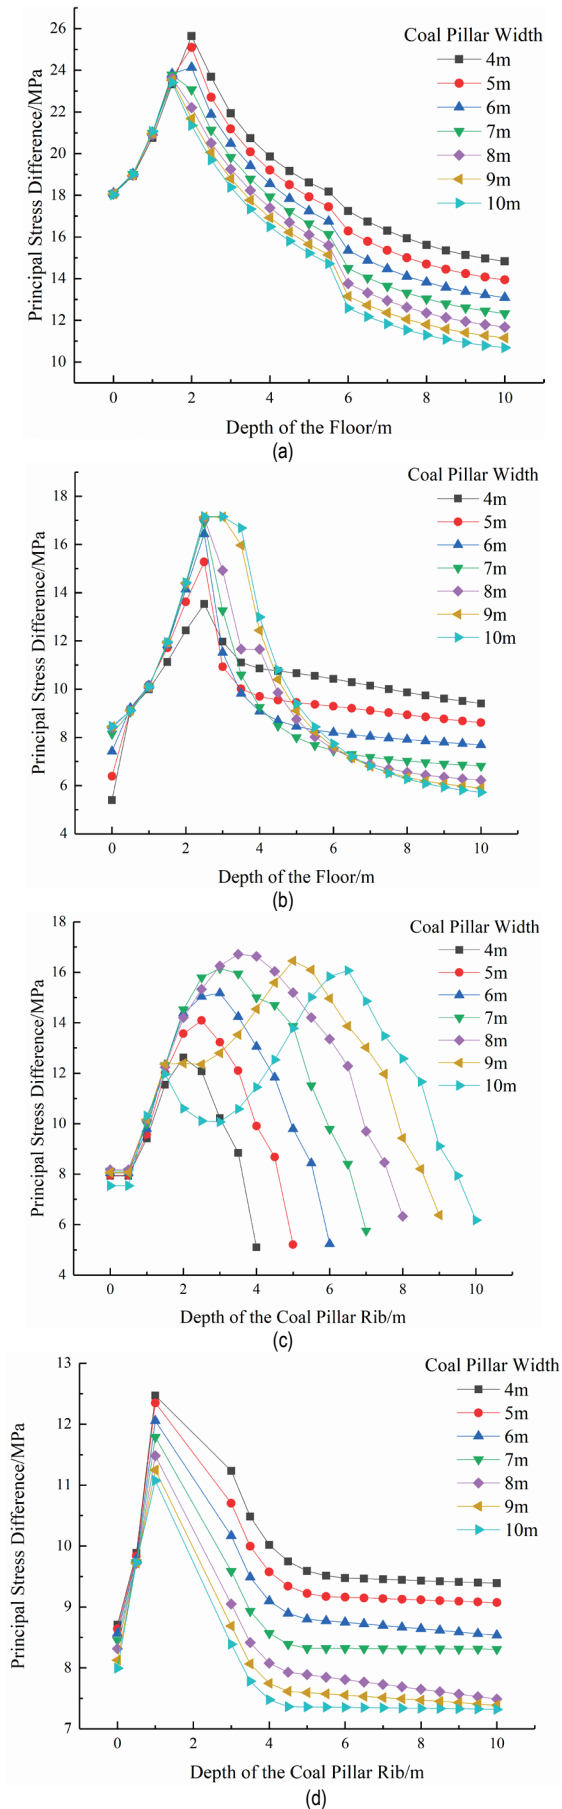 Coal Pillar Width
4m
5m
6m
7m
8m
9m
10m
Principal Stress Difference/MPa
26
24
22
20
18
16
14
12
10
0 2 4 6 8 10
Depth of the Floor/m
(a)
Coal Pillar Width
4m
5m
6m
7m
8m
9m
10m
Principal Stress Difference/MPa
18
16
14
12
10
8
6
4
0 2 4 6 8 10
Depth of the Floor/m
(b)
Coal Pillar Width
4m
5m
6m
7m
8m
9m
10m
Principal Stress Difference/MPa
18
16
14
12
10
8
6
4
0 2 4 6 8 10
Depth of the Coal Pillar Rib/m
(c)
Coal Pillar Width
4m
5m
6m
7m
8m
9m
10m
Principal Stress Difference/MPa
13
12
11
10
9
8
7
0 2 4 6 8 10
Depth of the Coal Pillar Rib/m
(d)